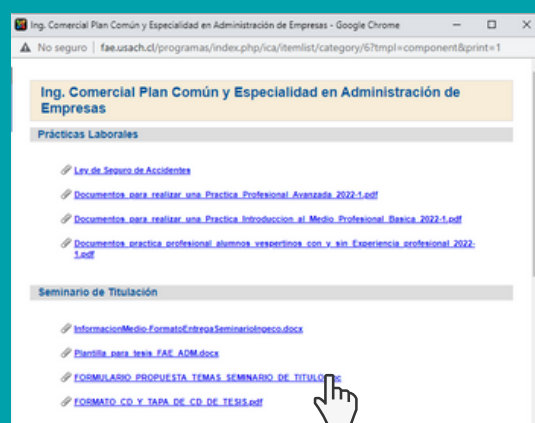 Ing. Comercial Plan Común y Especialidad en Administración de Empresas - Google Chrome
No seguro | fae.usach.cl/programas/index.php/ica/itemlist/category/6?tmpl=component&print=1
Ing. Comercial Plan Común y Especialidad en Administración de
Empresas
Prácticas Laborales
Ley de Seguro de Accidentes
Documentos para realizar una Practica Profesional Avanzada 2022-1.pdf
Documentos para realizar una Practica Introduccion al Medio Profesional Basica 2022-1.pdf
Documentos practica profesional alumnos vespertinos con y sin Experiencia profesional 2022-
1.pdf
Seminario de Titulación
InformacionMedio-FormatoEntregaSeminarioIngeco.docx
Plantilla para tesis FAE ADM.docx
FORMULARIO PROPUESTA TEMAS SEMINARIO DE TITULO
FORMATO CD Y TAPA DE CD DE TESIS.pdf